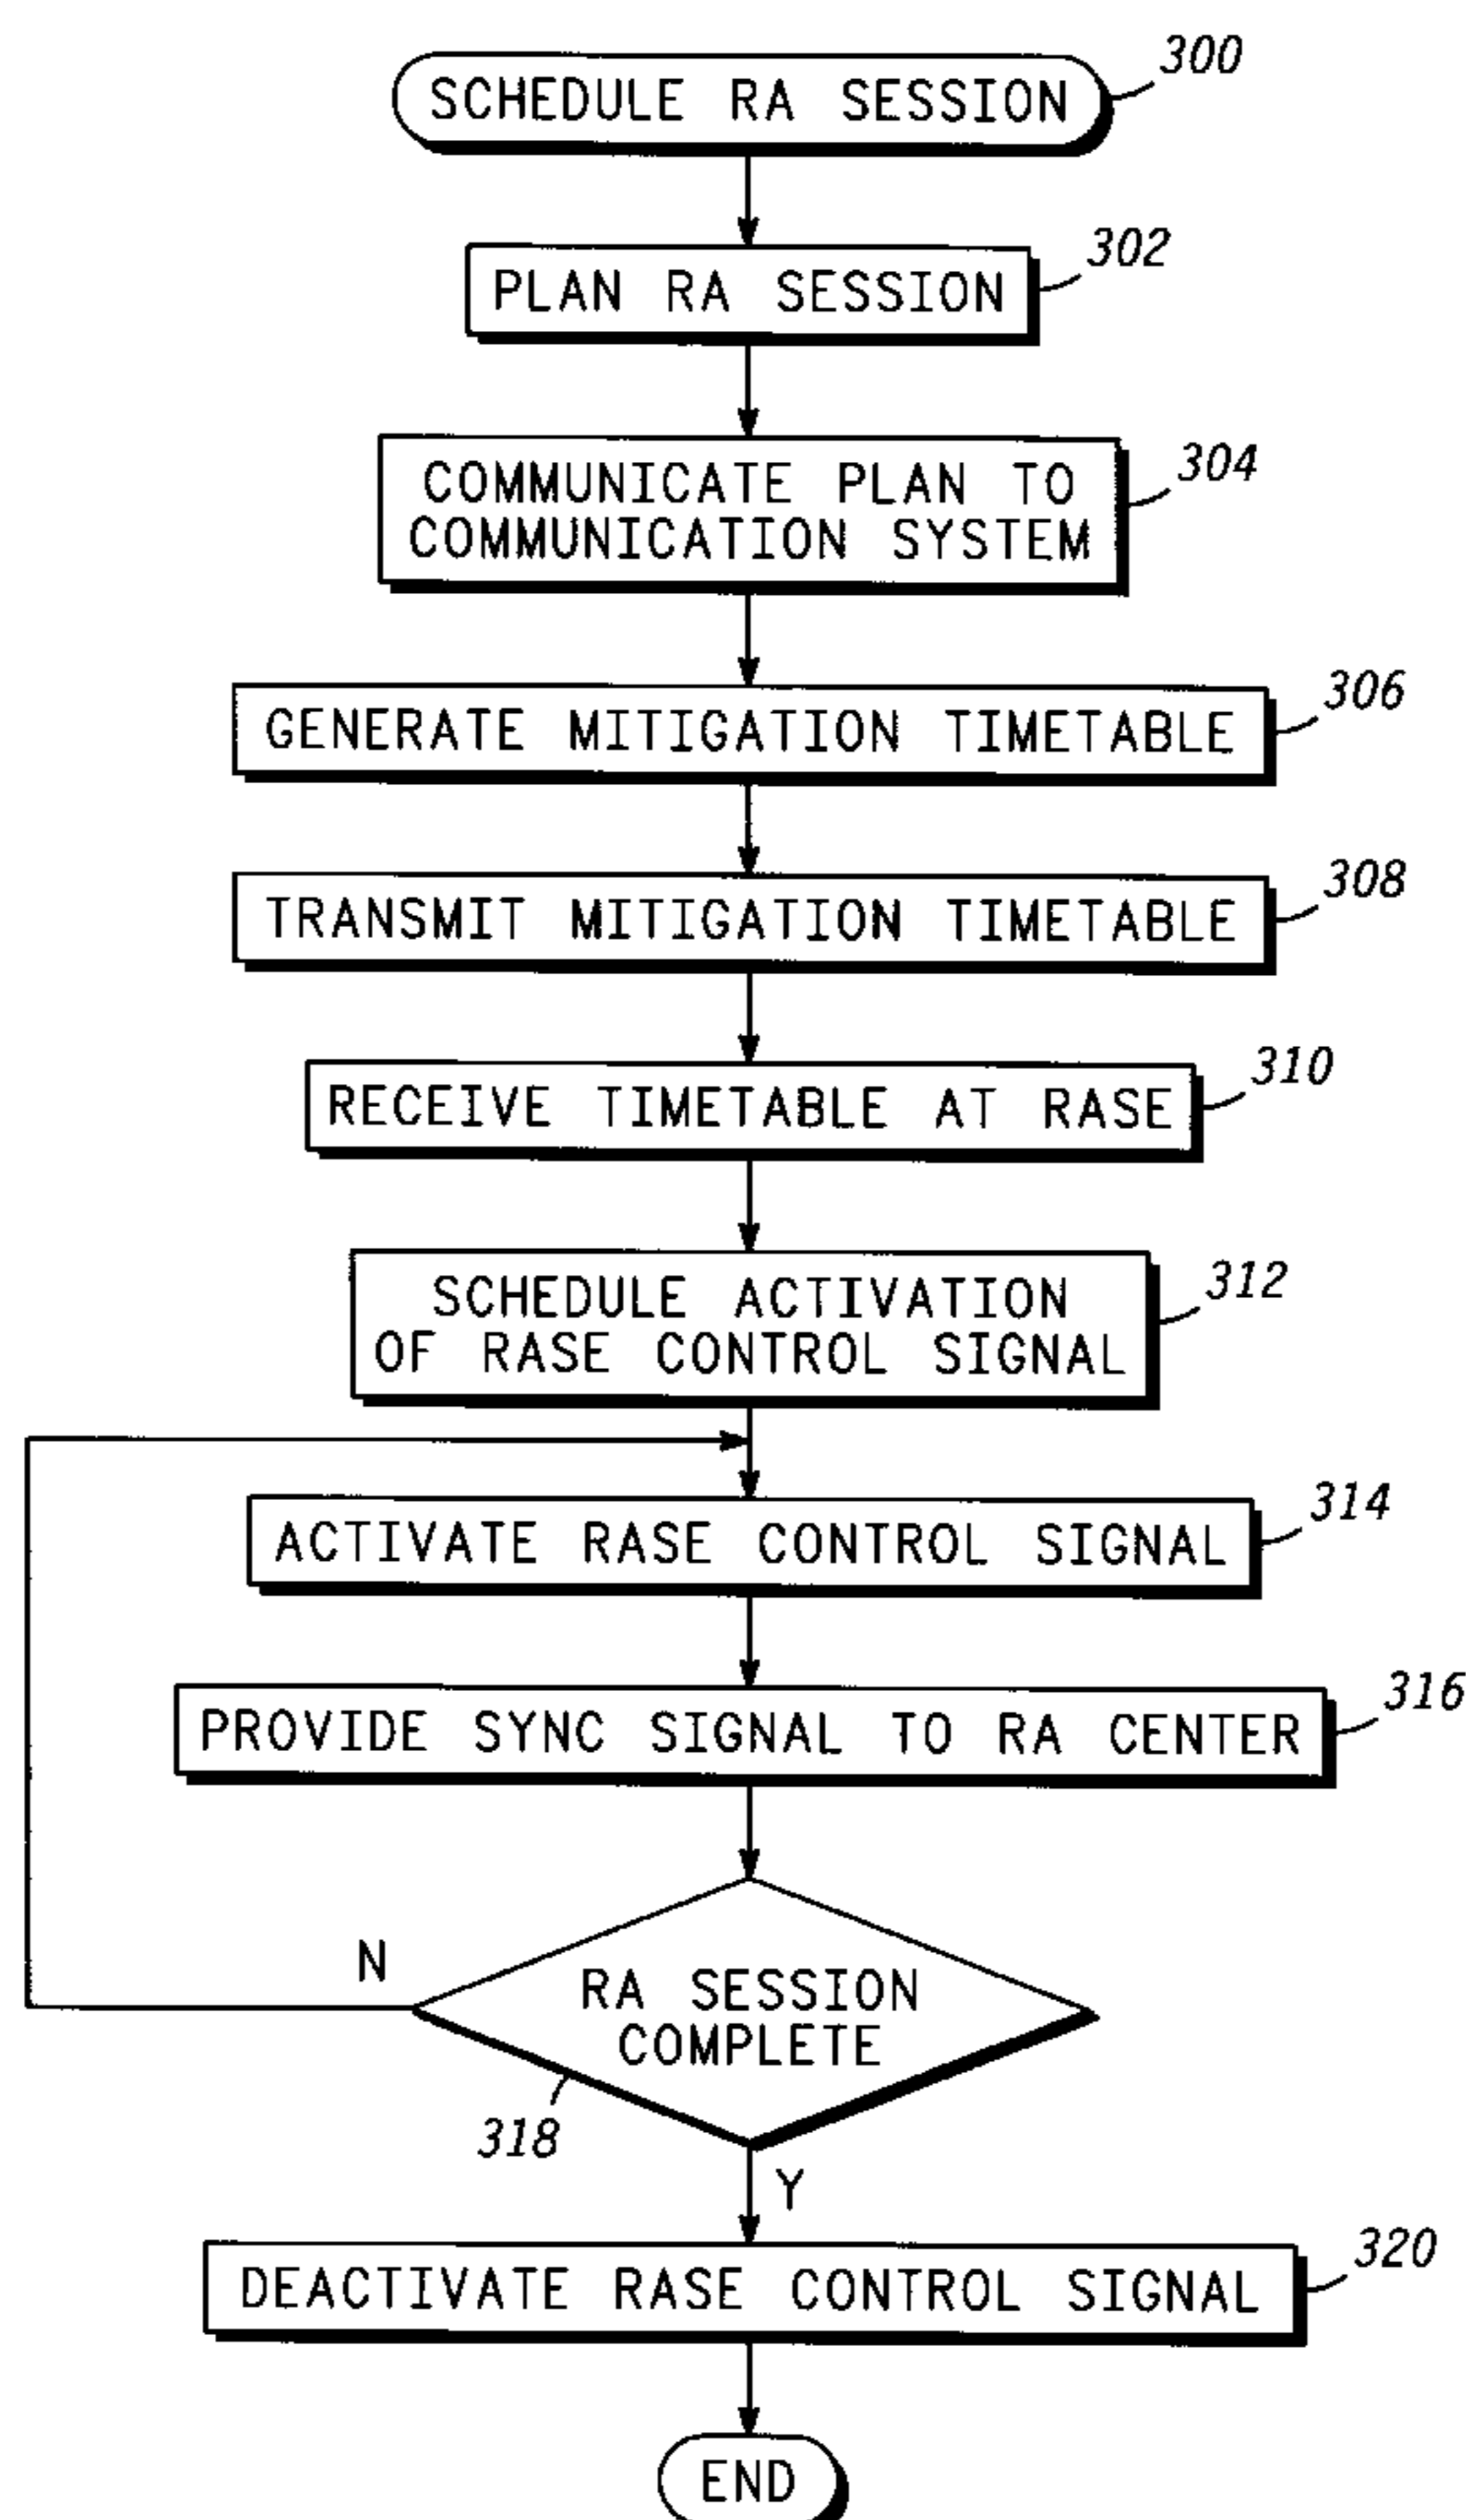 SCHEDULE RA SESSION
300
PLAN RA SESSION
302
COMMUNICATE PLAN TO
COMMUNICATION SYSTEM
304
GENERATE MITIGATION TIMETABLE
306
TRANSMIT MITIGATION TIMETABLE
308
RECEIVE TIMETABLE AT RASE
310
SCHEDULE ACTIVATION
OF RASE CONTROL SIGNAL
312
ACTIVATE RASE CONTROL SIGNAL
314
PROVIDE SYNC SIGNAL TO RA CENTER
316
N
RA SESSION
COMPLETE
318
Y
DEACTIVATE RASE CONTROL SIGNAL
320
END